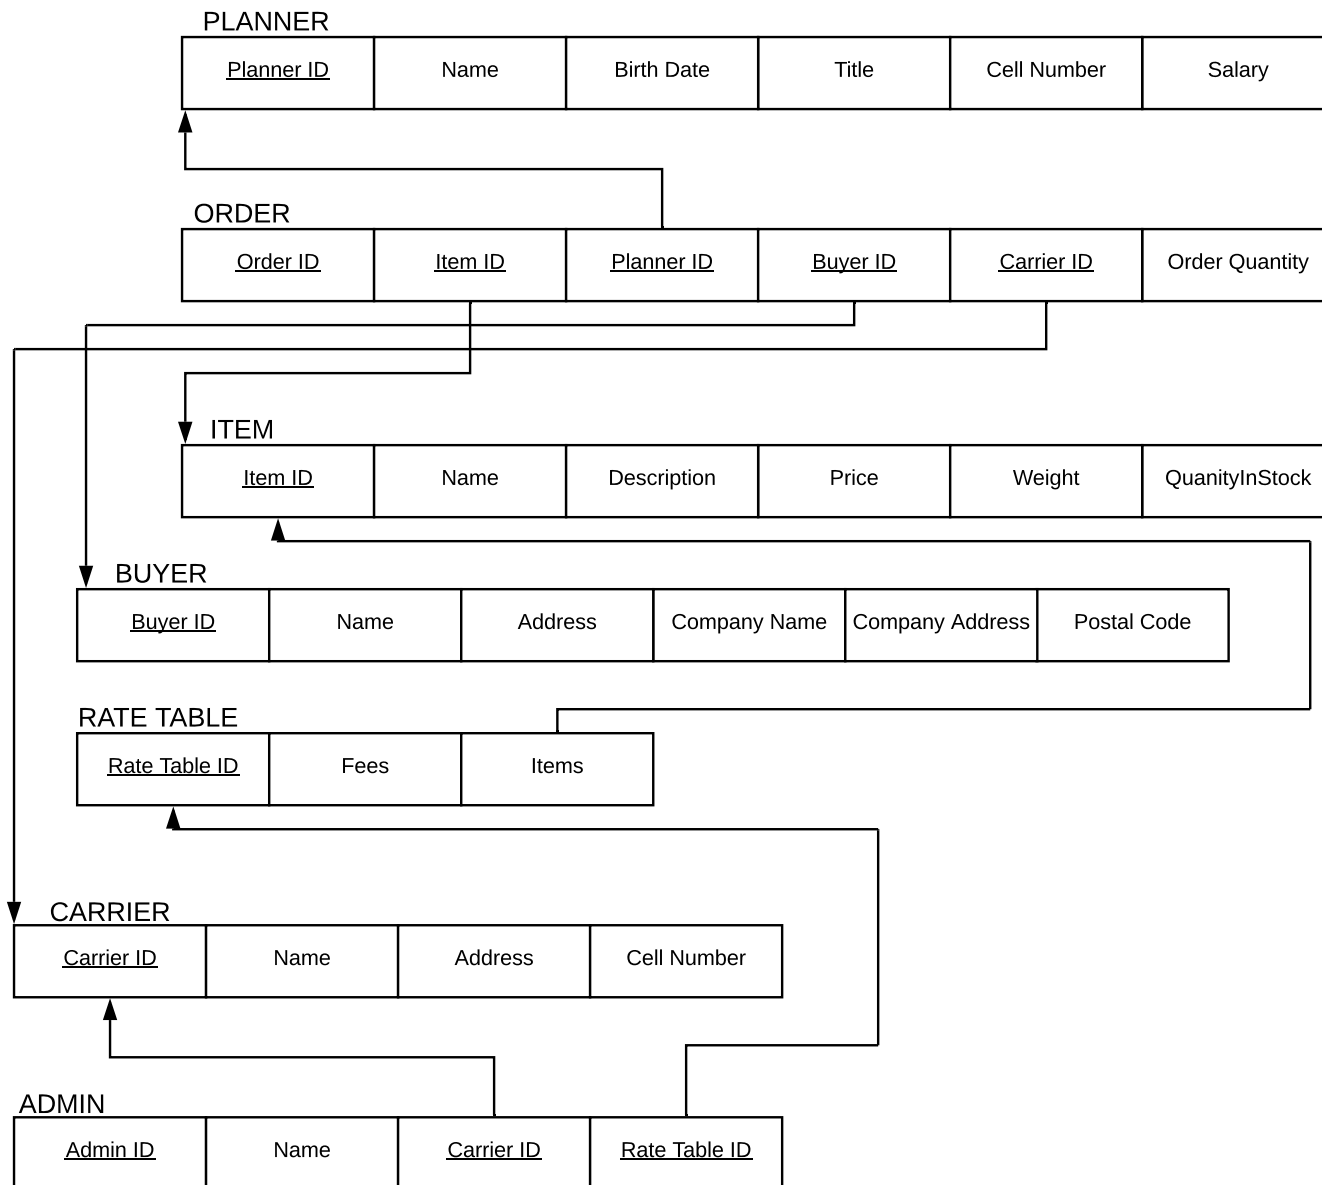 PLANNER
Planner ID Name Birth Date Title Cell Number Salary
ORDER
Order ID Item ID Planner ID Buyer ID Carrier ID Order Quantity
ITEM
Item ID Name Description Price Weight QuanityInStock
BUYER
Buyer ID Name Address Company Name Company Address Postal Code
RATE TABLE
Rate Table ID Fees Items
CARRIER
Carrier ID Name Address Cell Number
ADMIN
Admin ID Name Carrier ID Rate Table ID